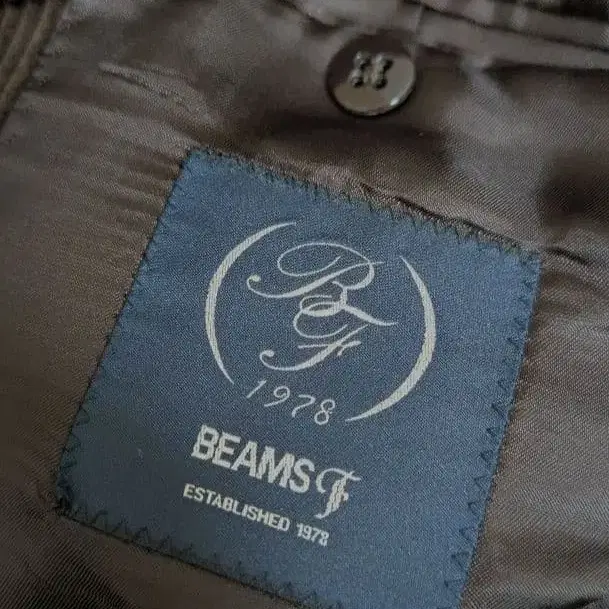 BF
1978
BEAMS F
ESTABLISHED 1978